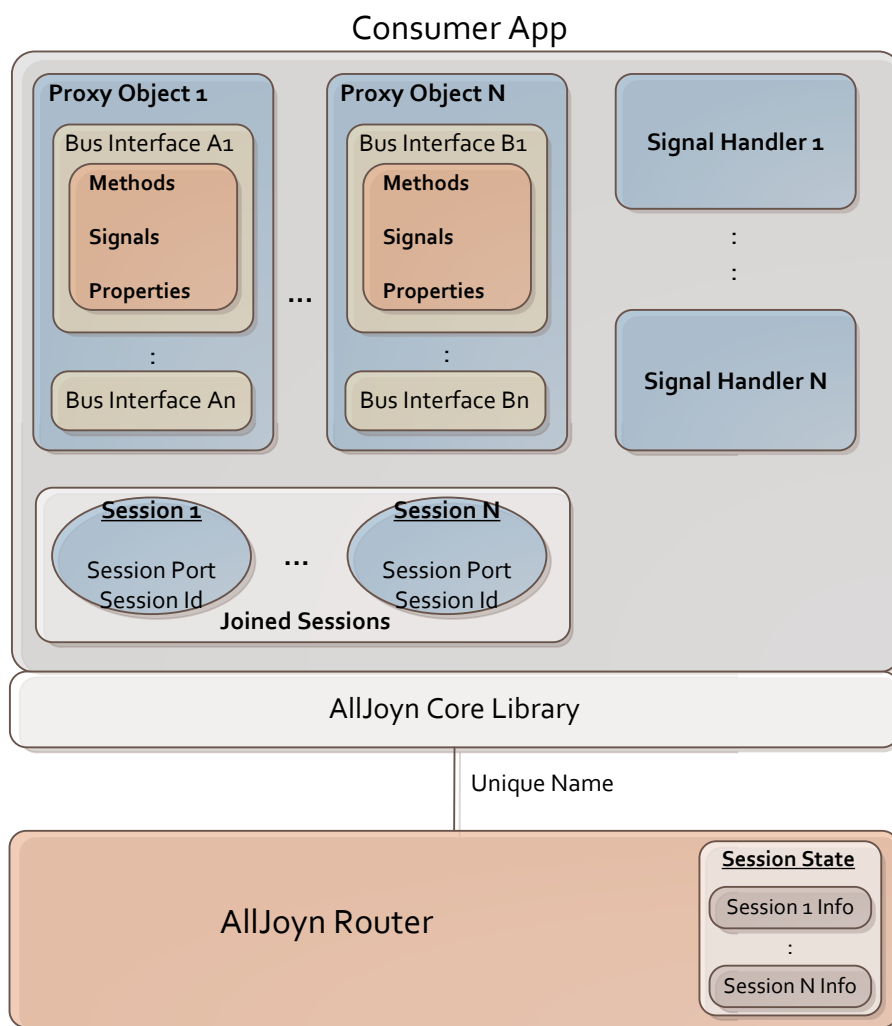 Consumer App
Proxy Object 1
Bus Interface A1
Methods
Signals
Properties
:
Bus Interface An
...
Proxy Object N
Bus Interface B1
Methods
Signals
Properties
:
Bus Interface Bn
Signal Handler 1
:
:
Signal Handler N
Session 1
Session Port
Session Id
...
Session N
Session Port
Session Id
Joined Sessions
AllJoyn Core Library
Unique Name
AllJoyn Router
Session State
Session 1 Info
:
Session N Info